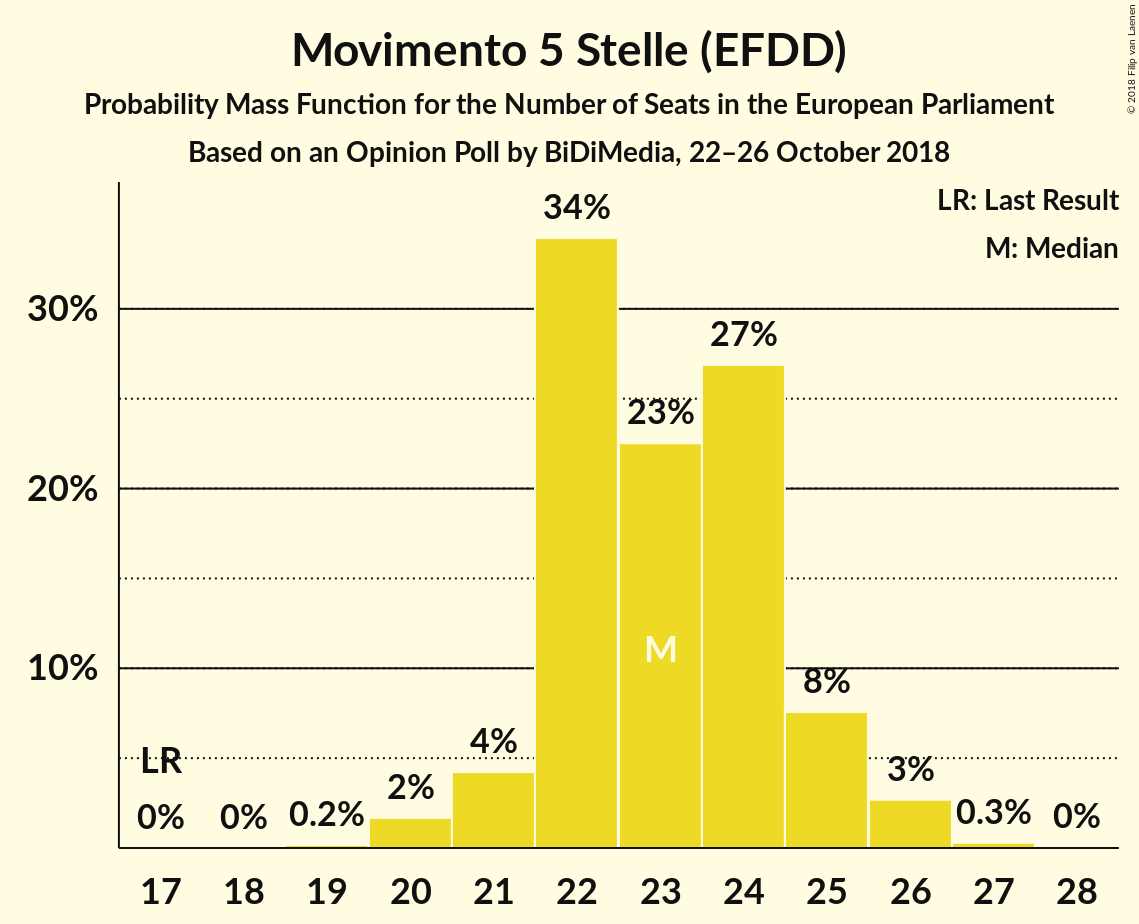 Movimento 5 Stelle (EFDD)
Probability Mass Function for the Number of Seats in the European Parliament
Based on an Opinion Poll by BiDiMedia, 22–26 October 2018
© 2018 Filip van Laenen
LR: Last Result
M: Median
34%
30%
27%
23%
20%
M
10%
8%
4%
LR
3%
2%
0% 0% 0.2% 0.3% 0%
17 18 19 20 21 22 23 24 25 26 27 28